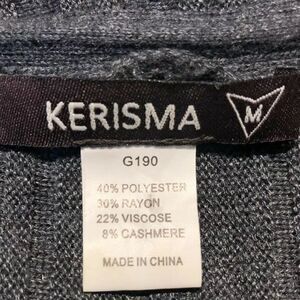 KERISMA M
G190
40% POLYESTER
30% RAYON
22% VISCOSE
8% CASHMERE
MADE IN CHINA